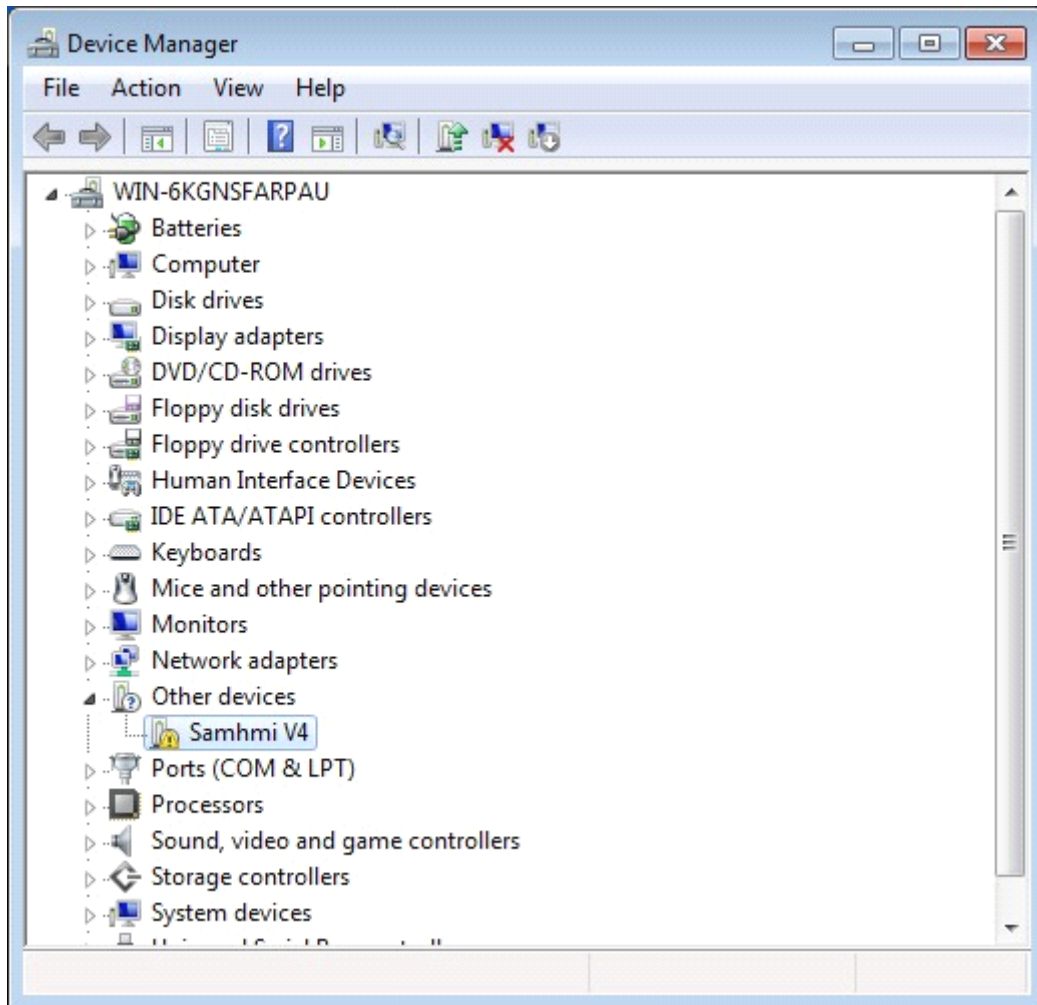 Device Manager
File Action View Help
WIN-6KGNSFARPAU
Batteries
Computer
Disk drives
Display adapters
DVD/CD-ROM drives
Floppy disk drives
Floppy drive controllers
Human Interface Devices
IDE ATA/ATAPI controllers
Keyboards
Mice and other pointing devices
Monitors
Network adapters
Other devices
Samhmi V4
Ports (COM & LPT)
Processors
Sound, video and game controllers
Storage controllers
System devices